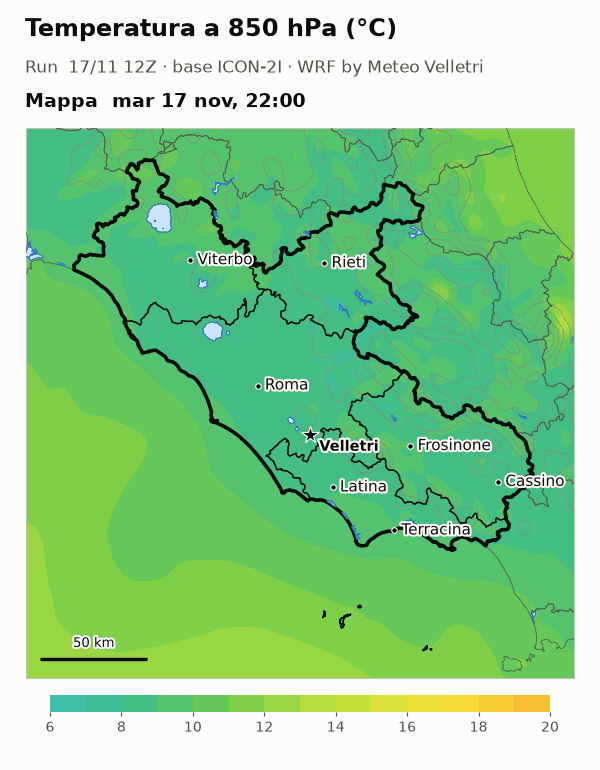 Temperatura a 850 hPa (°C)
Run  17/11 12Z · base ICON-2I · WRF by Meteo Velletri
Mappa  mar 17 nov, 22:00
Viterbo
Rieti
Roma
Velletri
Frosinone
Latina
Cassino
Terracina
50 km
6 8 10 12 14 16 18 20